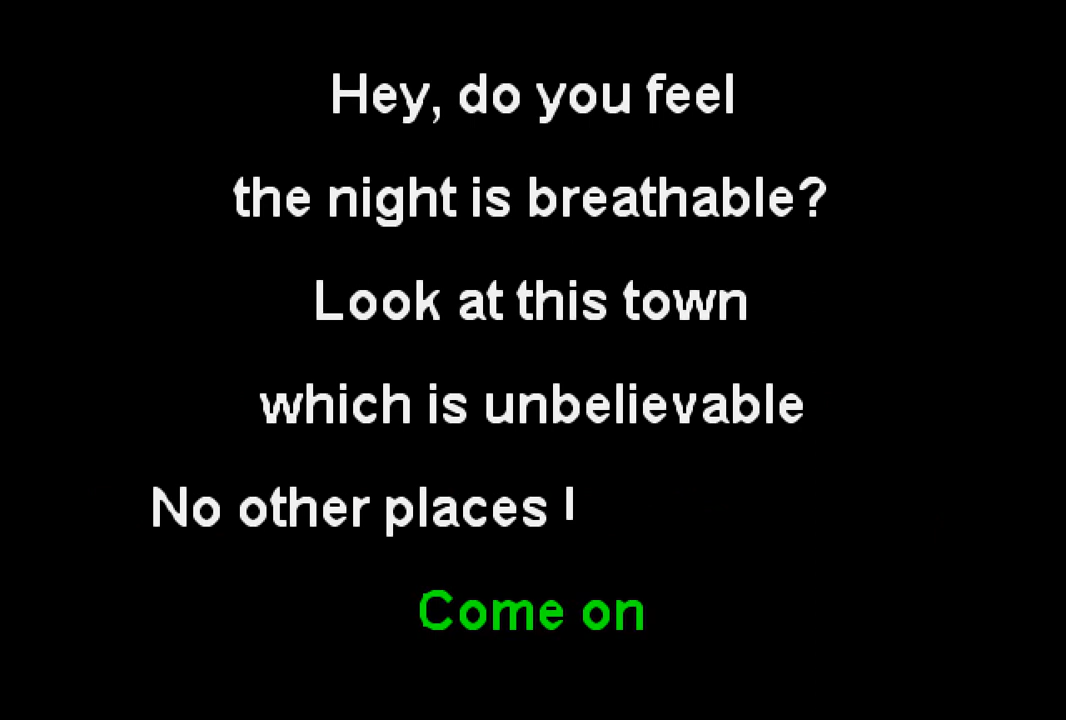 Hey, do you feel
the night is breathable?
Look at this town
which is unbelievable
No other places
Come on